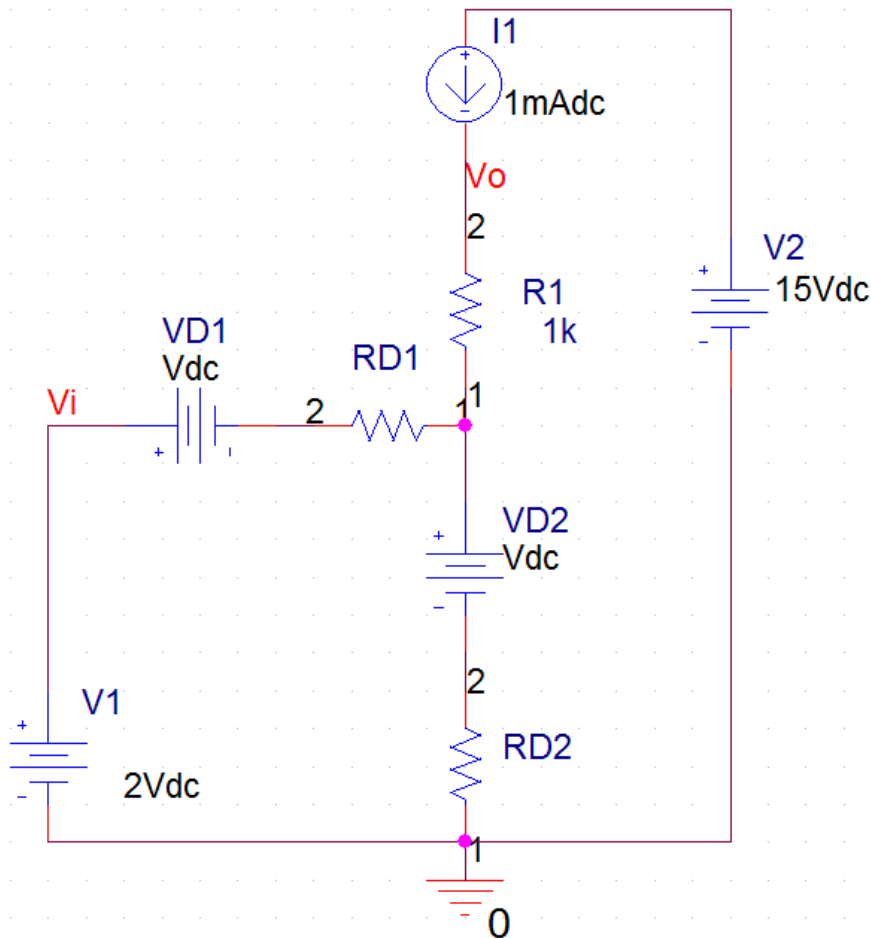 I1
+
-
1mAdc
Vo
2
V2
+
15Vdc
-
R1
1k
VD1
Vdc
RD1
Vi
2
1
1
+
-
VD2
+
Vdc
-
2
V1
+
RD2
2Vdc
-
1
0